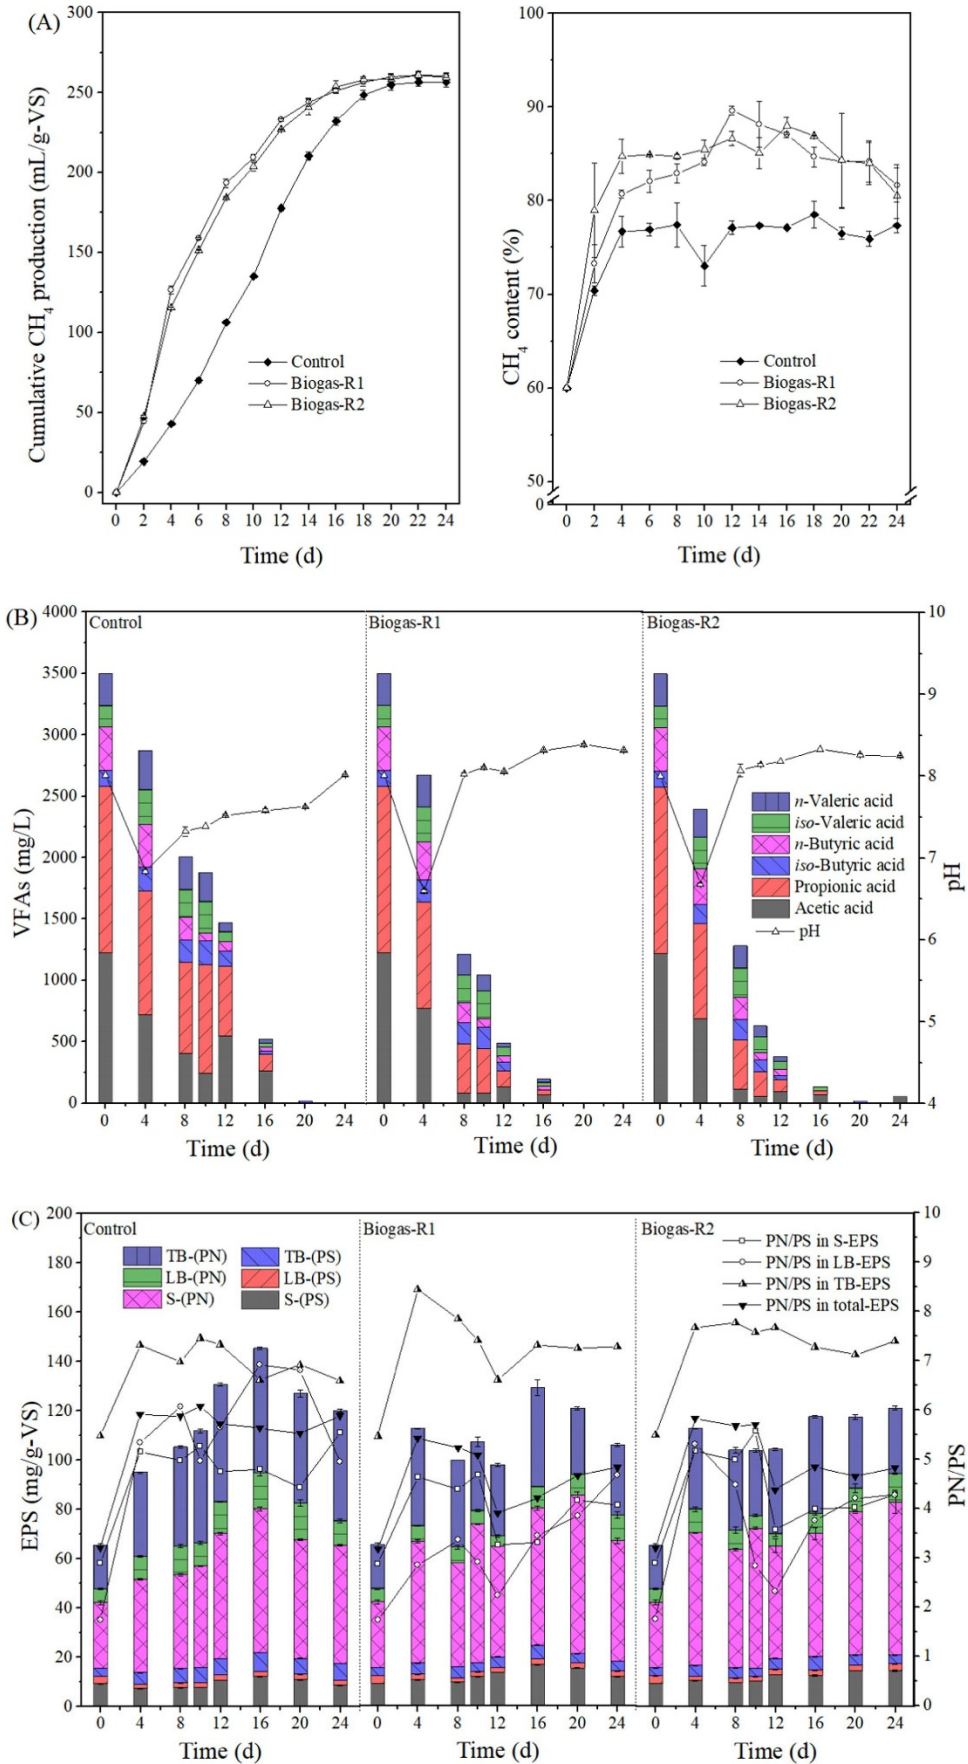 (A)
Cumulative CH4 production (mL/g-VS)
300
250
200
150
100
50
0
0 2 4 6 8 10 12 14 16 18 20 22 24
Time (d)
Control
Biogas-R1
Biogas-R2
CH4 content (%)
100
90
80
70
60
50
0
0 2 4 6 8 10 12 14 16 18 20 22 24
Time (d)
Control
Biogas-R1
Biogas-R2
(B)
VFAs (mg/L)
4000
3500
3000
2500
2000
1500
1000
500
0
Control
Biogas-R1
Biogas-R2
n-Valeric acid
iso-Valeric acid
n-Butyric acid
iso-Butyric acid
Propionic acid
Acetic acid
pH
10
9
8
7
6
5
4
pH
0 4 8 12 16 20 24
0 4 8 12 16 20 24
0 4 8 12 16 20 24
Time (d)
Time (d)
Time (d)
(C)
EPS (mg/g-VS)
200
180
160
140
120
100
80
60
40
20
0
Control
Biogas-R1
Biogas-R2
TB-(PN) TB-(PS)
LB-(PN) LB-(PS)
S-(PN) S-(PS)
PN/PS in S-EPS
PN/PS in LB-EPS
PN/PS in TB-EPS
PN/PS in total-EPS
10
9
8
7
6
5
4
3
2
1
0
PN/PS
0 4 8 12 16 20 24
0 4 8 12 16 20 24
0 4 8 12 16 20 24
Time (d)
Time (d)
Time (d)